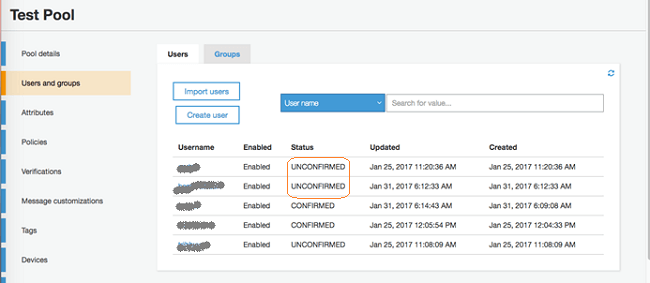 Test Pool
Pool details
Users and groups
Attributes
Policies
Verifications
Message customizations
Tags
Devices
Users Groups
Import users
Create user
User name Search for value...
Username Enabled Status Updated Created
Enabled UNCONFIRMED Jan 25, 2017 11:20:36 AM Jan 25, 2017 11:20:36 AM
Enabled UNCONFIRMED Jan 31, 2017 6:12:33 AM Jan 31, 2017 6:12:33 AM
Enabled CONFIRMED Jan 31, 2017 6:14:43 AM Jan 31, 2017 6:09:08 AM
Enabled CONFIRMED Jan 25, 2017 12:05:54 PM Jan 25, 2017 12:04:33 PM
Enabled UNCONFIRMED Jan 25, 2017 11:08:09 AM Jan 25, 2017 11:08:09 AM